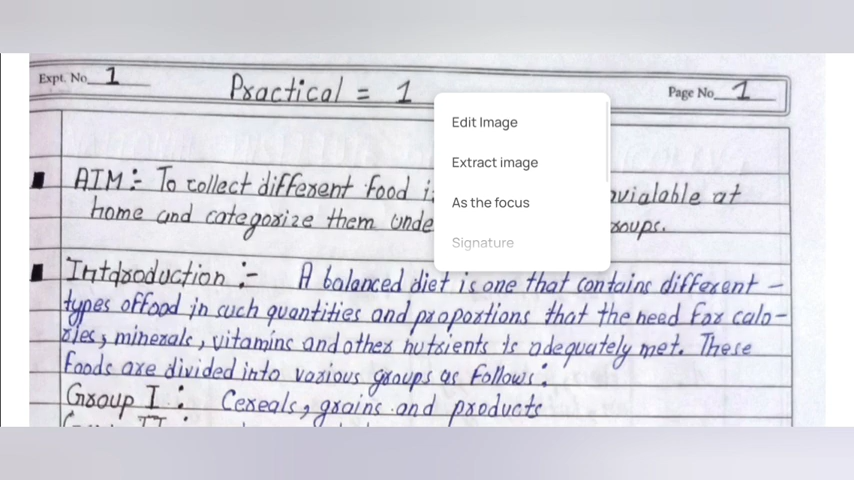 Expt. No 1
Practical = 1
Page No 1
Edit Image
Extract image
As the focus
Signature
AIM :- To collect different food avialable at
home and categorize them unde roups.
Intdroduction :- A balanced diet is one that contains different -
types offood in such quantities and proportions that the need for calo-
ries, minerals, vitamins and other nutrients is adequately met. These
foods are divided into various groups as follows :
Group I : Cereals, grains and products